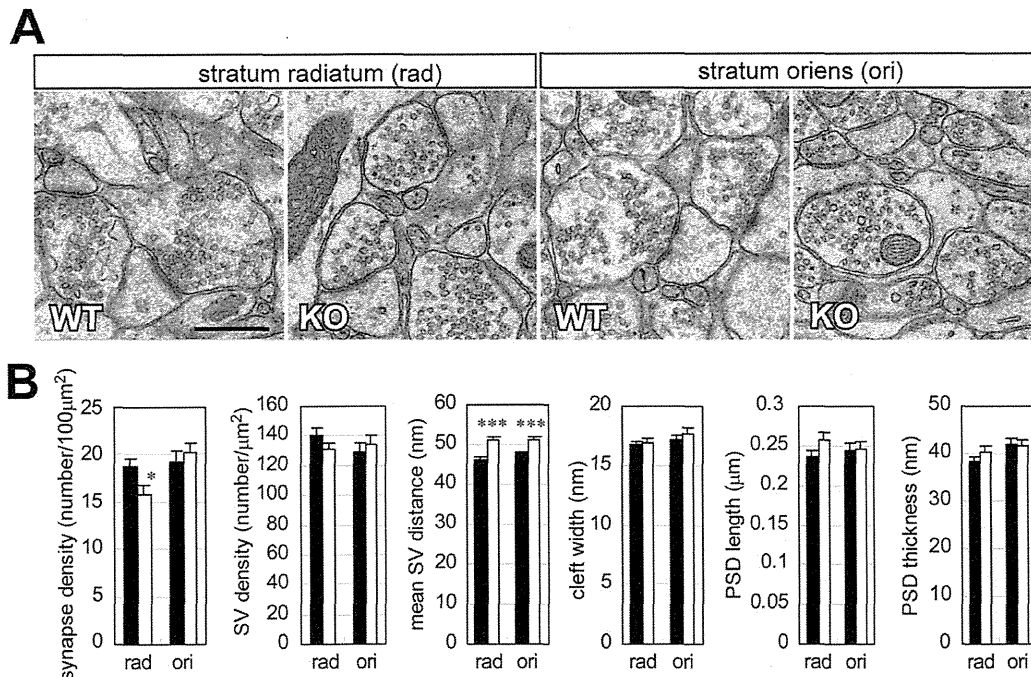 A
stratum radiatum (rad)
stratum oriens (ori)
WT
KO
WT
KO
B
synapse density (number/100μm²)
25
20
15
10
5
0
*
rad ori
SV density (number/μm²)
160
140
120
100
80
60
40
20
0
rad ori
mean SV distance (nm)
60
50
40
30
20
10
0
*** ***
rad ori
cleft width (nm)
20
15
10
5
0
rad ori
PSD length (μm)
0.3
0.25
0.2
0.15
0.1
0.05
0
rad ori
PSD thickness (nm)
50
40
30
20
10
0
rad ori